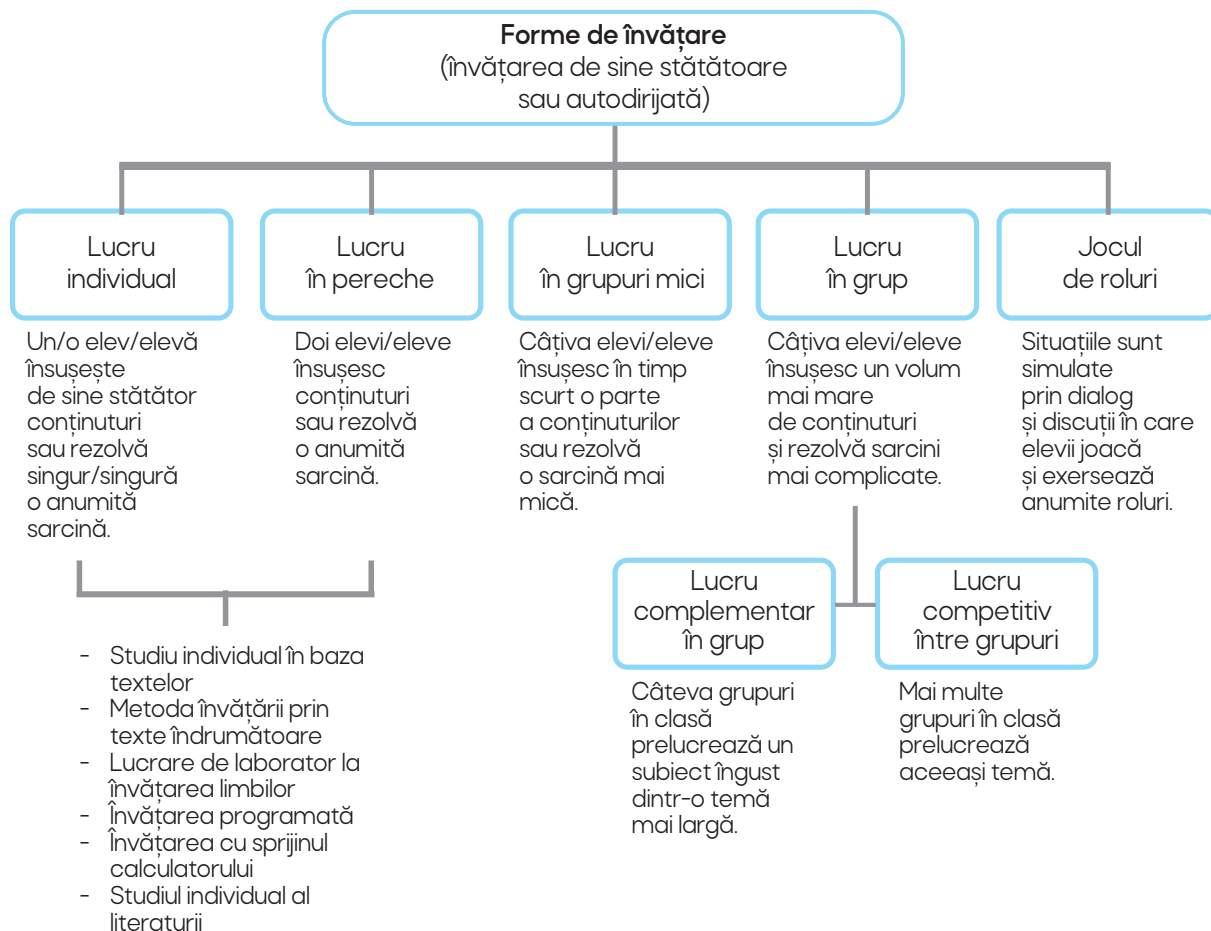 Forme de învățare
(învățarea de sine stătătoare
sau autodirijată)
Lucru
individual
Un/o elev/elevă
însușește
de sine stătător
conținuturi
sau rezolvă
singur/singură
o anumită
sarcină.
Lucru
în pereche
Doi elevi/eleve
însușesc
conținuturi
sau rezolvă
o anumită
sarcină.
Lucru
în grupuri mici
Câțiva elevi/eleve
însușesc în timp
scurt o parte
a conținuturilor
sau rezolvă
o sarcină mai
mică.
Lucru
în grup
Câțiva elevi/eleve
însușesc un volum
mai mare
de conținuturi
și rezolvă sarcini
mai complicate.
Jocul
de roluri
Situațiile sunt
simulate
prin dialog
și discuții în care
elevii joacă
și exersează
anumite roluri.
- Studiu individual în baza
textelor
- Metoda învățării prin
texte îndrumătoare
- Lucrare de laborator la
învățarea limbilor
- Învățarea programată
- Învățarea cu sprijinul
calculatorului
- Studiul individual al
literaturii
Lucru
complementar
în grup
Câteva grupuri
în clasă
prelucrează un
subiect îngust
dintr-o temă
mai largă.
Lucru
competitiv
între grupuri
Mai multe
grupuri în clasă
prelucrează
aceeași temă.